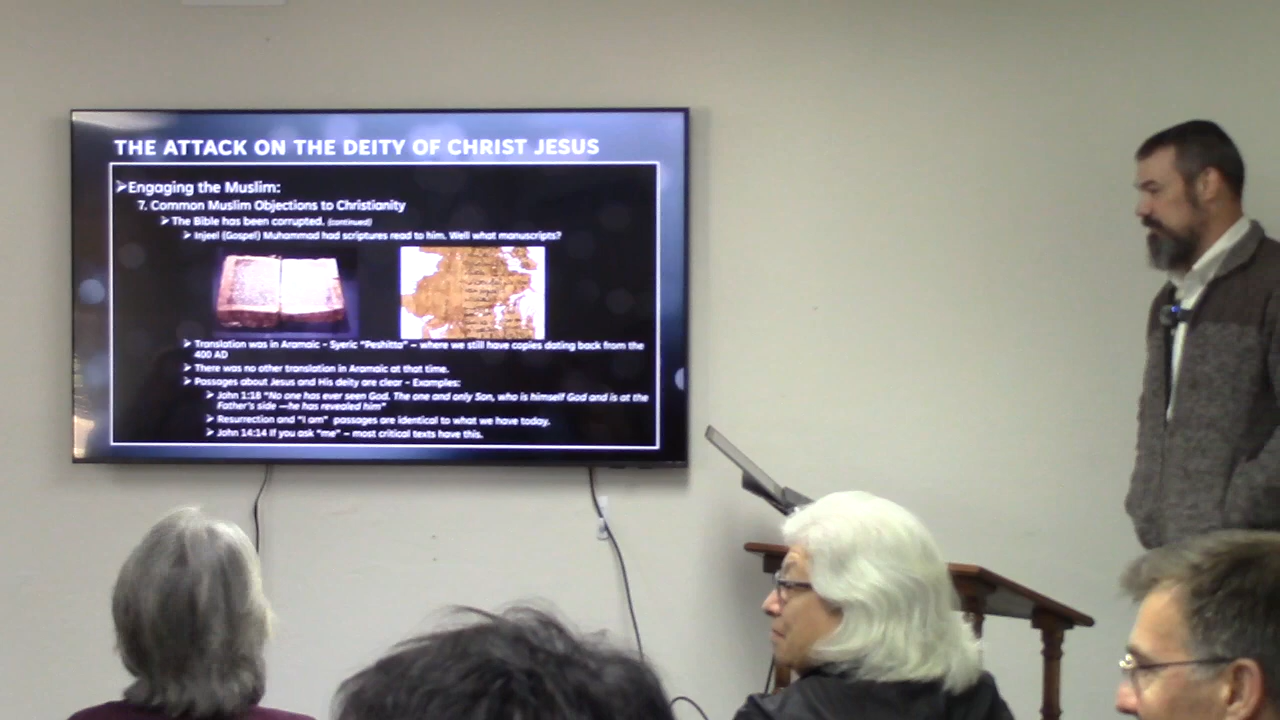 THE ATTACK ON THE DEITY OF CHRIST JESUS
➤Engaging the Muslim:
7. Common Muslim Objections to Christianity
➤ The Bible has been corrupted. (continued)
➤ Injeel (Gospel) Muhammad had scriptures read to him. Well what manuscripts?
➤ Translation was in Aramaic - Syeric "Peshitta" – where we still have copies dating back from the
400 AD
➤ There was no other translation in Aramaic at that time.
➤ Passages about Jesus and His deity are clear – Examples:
➤ John 1:18 "No one has ever seen God. The one and only Son, who is himself God and is at the
Father's side —he has revealed him"
➤ Resurrection and "I am" passages are identical to what we have today.
➤ John 14:14 If you ask "me" – most critical texts have this.